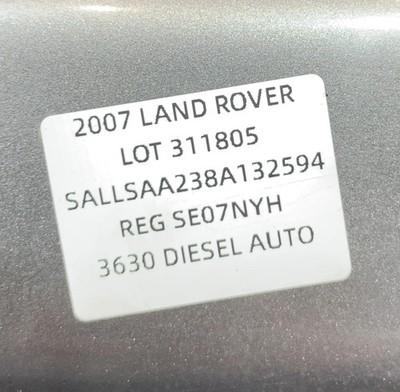 2007 LAND ROVER
LOT 311805
SALLSAA238A132594
REG SE07NYH
3630 DIESEL AUTO